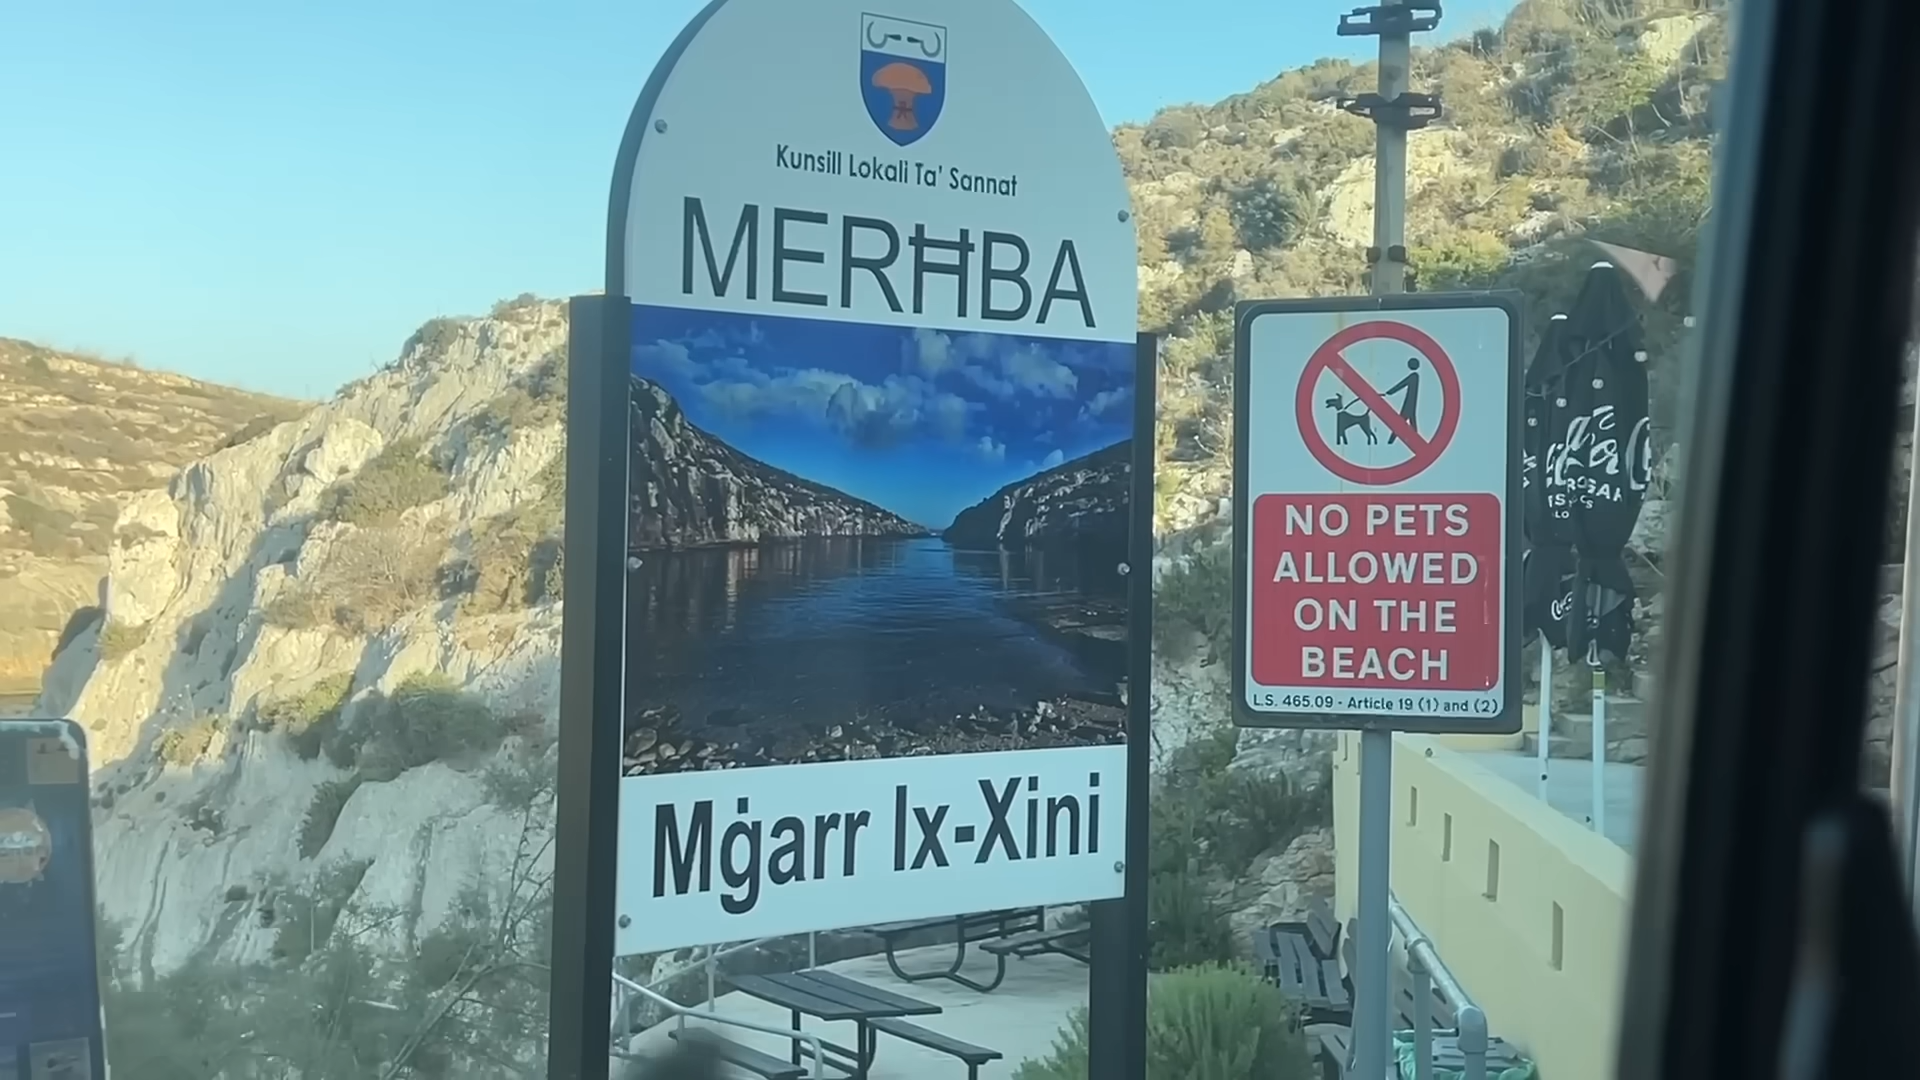 Kunsill Lokali Ta' Sannat
MERĦBA
Mġarr Ix-Xini
NO PETS
ALLOWED
ON THE
BEACH
L.S. 465.09 - Article 19 (1) and (2)